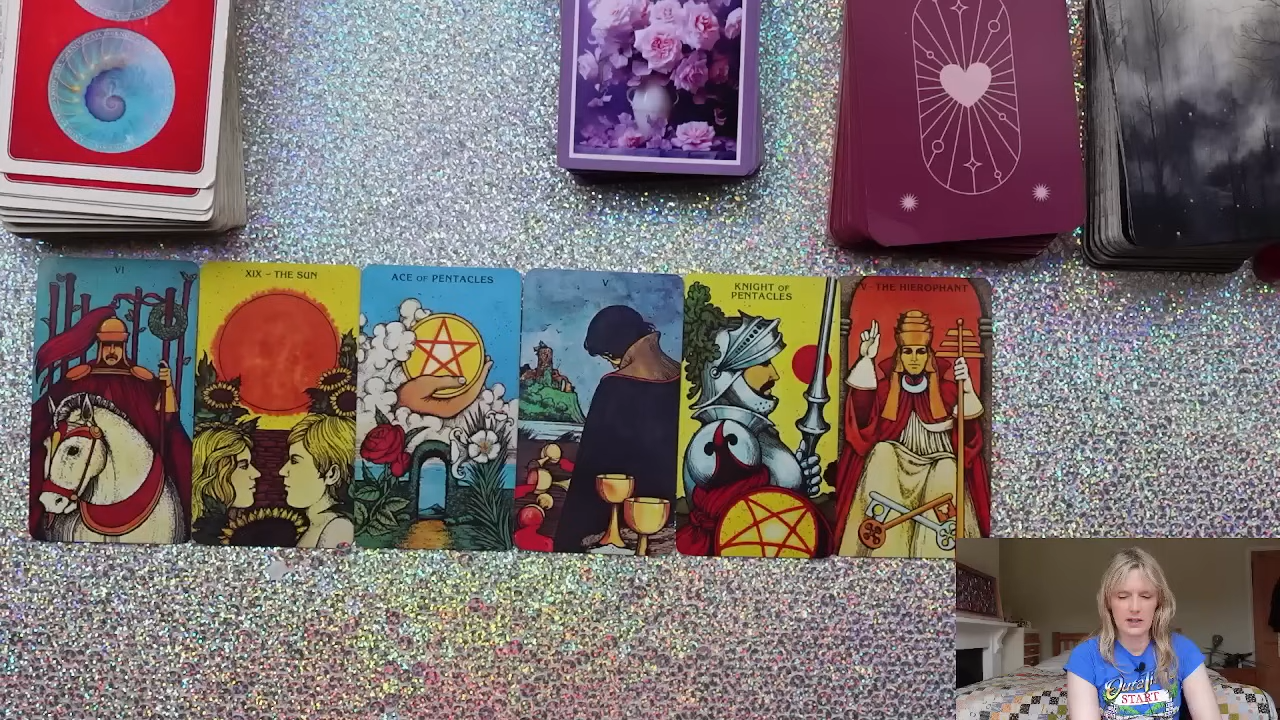 VI
XIX - THE SUN
ACE OF PENTACLES
V
KNIGHT OF
PENTACLES
V - THE HIEROPHANT
START